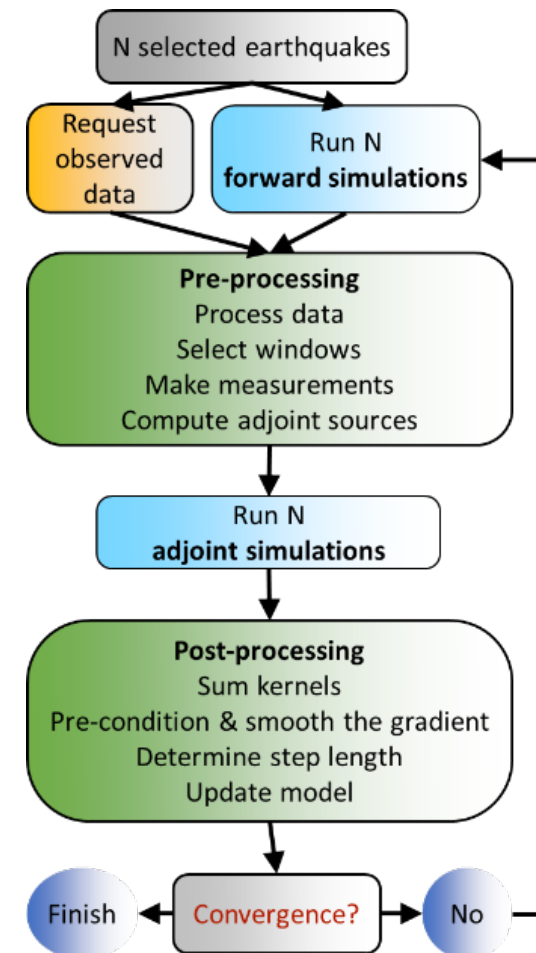 N selected earthquakes
Request
observed
data
Run N
forward simulations
Pre-processing
Process data
Select windows
Make measurements
Compute adjoint sources
Run N
adjoint simulations
Post-processing
Sum kernels
Pre-condition & smooth the gradient
Determine step length
Update model
Finish
Convergence?
No